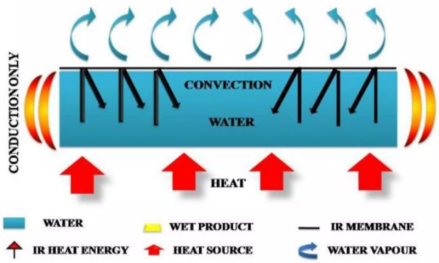 CONDUCTION ONLY
CONVECTION
WATER
HEAT
WATER
WET PRODUCT
IR MEMBRANE
IR HEAT ENERGY
HEAT SOURCE
WATER VAPOUR